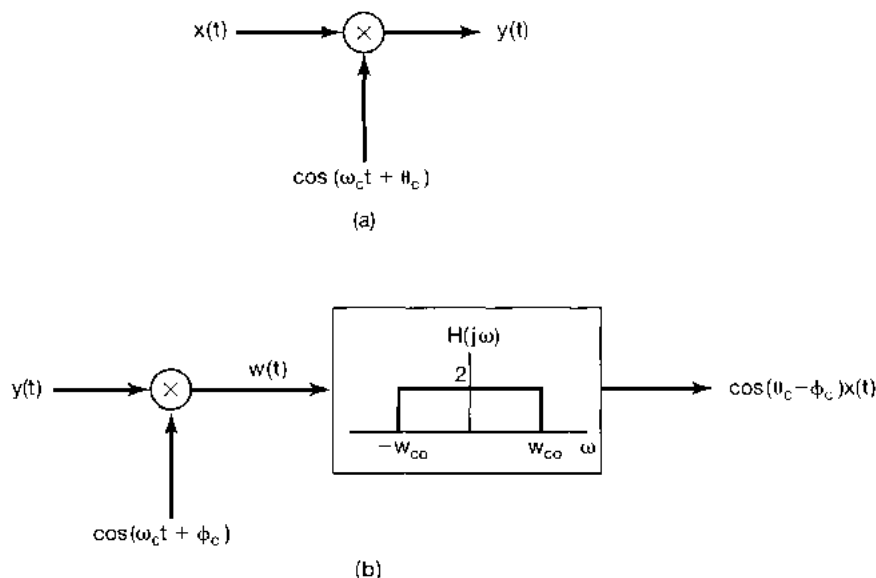 x(t)
×
y(t)
cos (ω_c t + θ_c)
(a)
H(jω)
2
y(t)
×
w(t)
cos(θ_c−ϕ_c)x(t)
−w_co
w_co
ω
cos(ω_c t + ϕ_c)
(b)